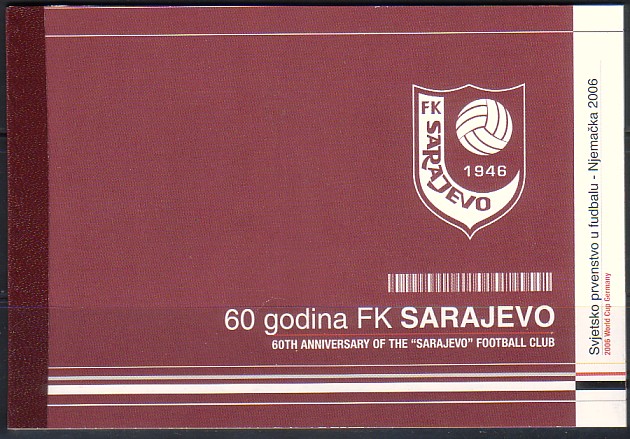 FK
SARAJEVO
1946
60 godina FK SARAJEVO
60TH ANNIVERSARY OF THE "SARAJEVO" FOOTBALL CLUB
Svjetsko prvenstvo u fudbalu - Njemačka 2006
2006 World Cup Germany